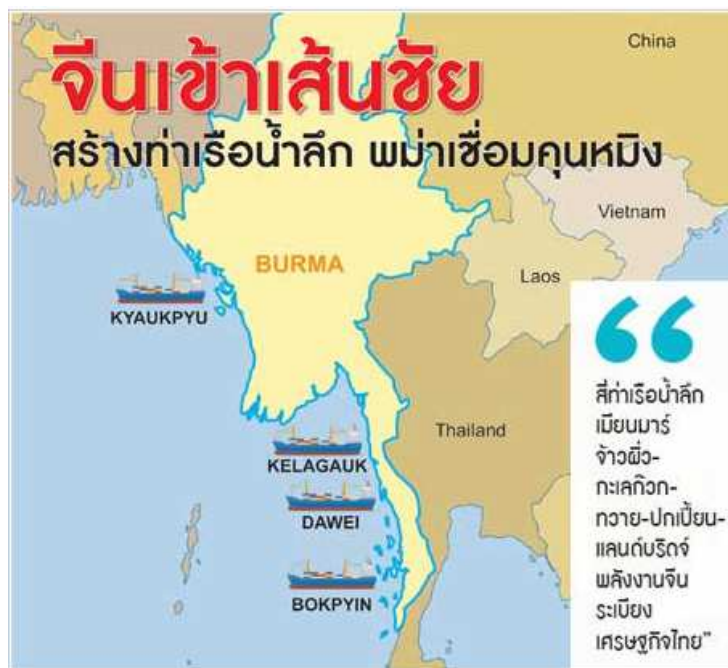 จีนเข้าเส้นชัย
สร้างท่าเรือน้ำลึก พม่าเชื่อมคุนหมิง
China
Vietnam
BURMA
Laos
KYAUKPYU
Thailand
KELAGAUK
DAWEI
BOKPYIN
“
สี่ท่าเรือน้ำลึก
เมียนมาร์
จ้าวผิ่ว-
กะเลก๊วก-
ทวาย-ปกเปี้ยน-
แลนด์บริดจ์
พลังงานจีน
ระเบียง
เศรษฐกิจไทย”